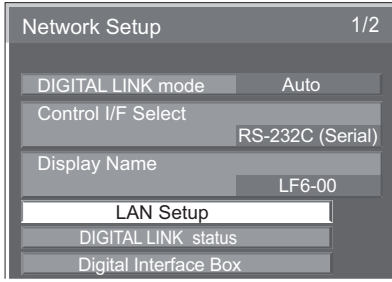 Network Setup 1/2
DIGITAL LINK mode Auto
Control I/F Select
RS-232C (Serial)
Display Name
LF6-00
LAN Setup
DIGITAL LINK status
Digital Interface Box